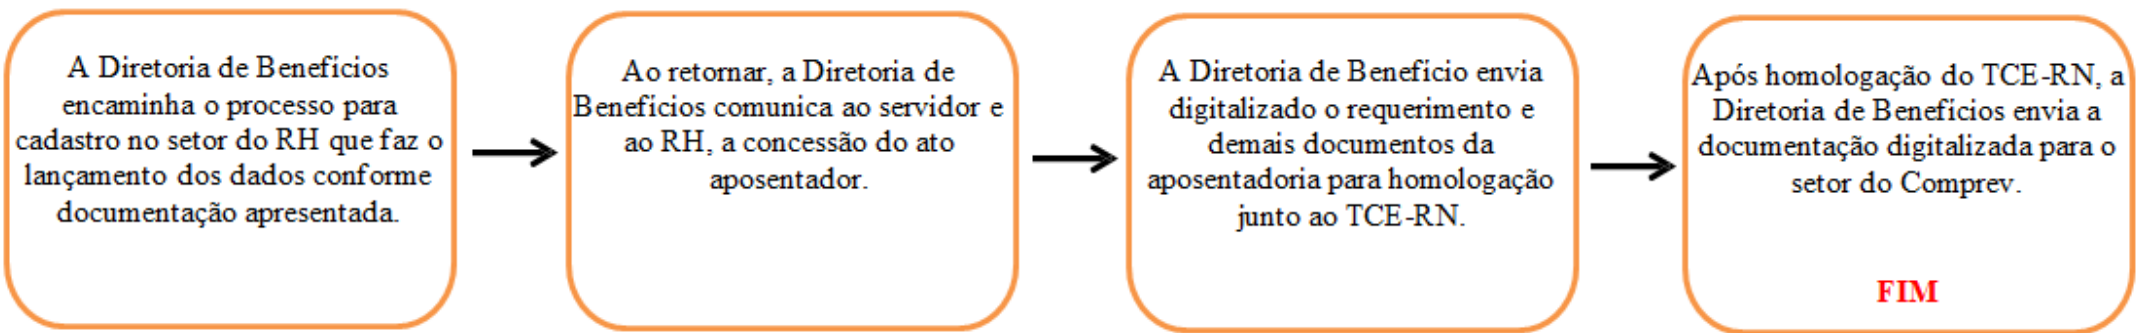 A Diretoria de Benefícios
encaminha o processo para
cadastro no setor do RH que faz o
lançamento dos dados conforme
documentação apresentada.
Ao retornar, a Diretoria de
Benefícios comunica ao servidor e
ao RH, a concessão do ato
aposentador.
A Diretoria de Benefício envia
digitalizado o requerimento e
demais documentos da
aposentadoria para homologação
junto ao TCE-RN.
Após homologação do TCE-RN, a
Diretoria de Benefícios envia a
documentação digitalizada para o
setor do Comprev.
FIM